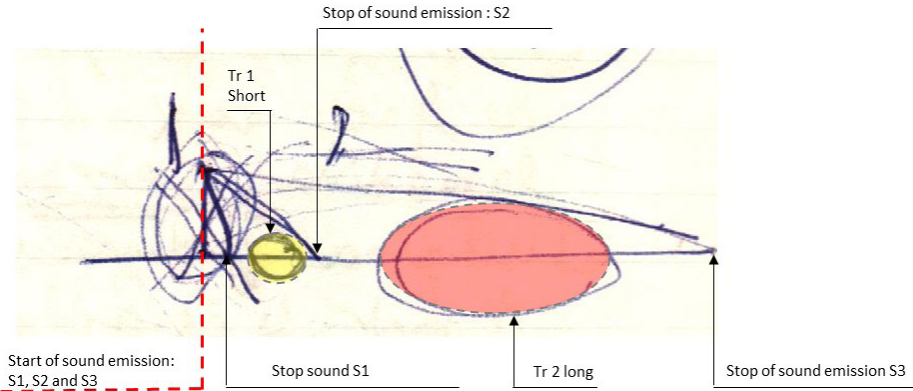 Stop of sound emission : S2
Tr 1
Short
Start of sound emission:
S1, S2 and S3
Stop sound S1
Tr 2 long
Stop of sound emission S3